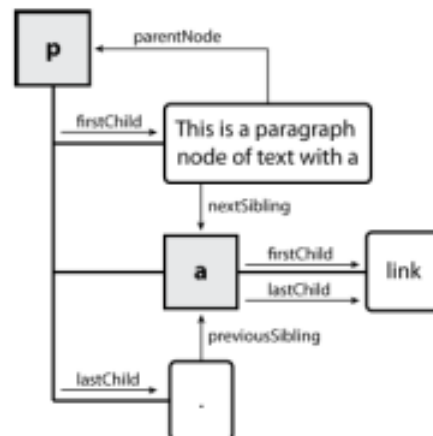 p
parentNode
firstChild
This is a paragraph
node of text with a
nextSibling
a
firstChild
lastChild
link
previousSibling
lastChild
.